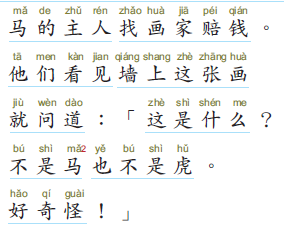 mǎ de zhǔ rén zhǎo huà jiā péi qián
马的主人找画家赔钱。
tā men kàn jian qiáng shang zhè zhāng huà
他们看见墙上这张画
jiù wèn dào zhè shì shén me
就问道：「这是什么？
bú shì mǎ2 yě bú shì hǔ
不是马也不是虎。
hǎo qí guài
好奇怪！」